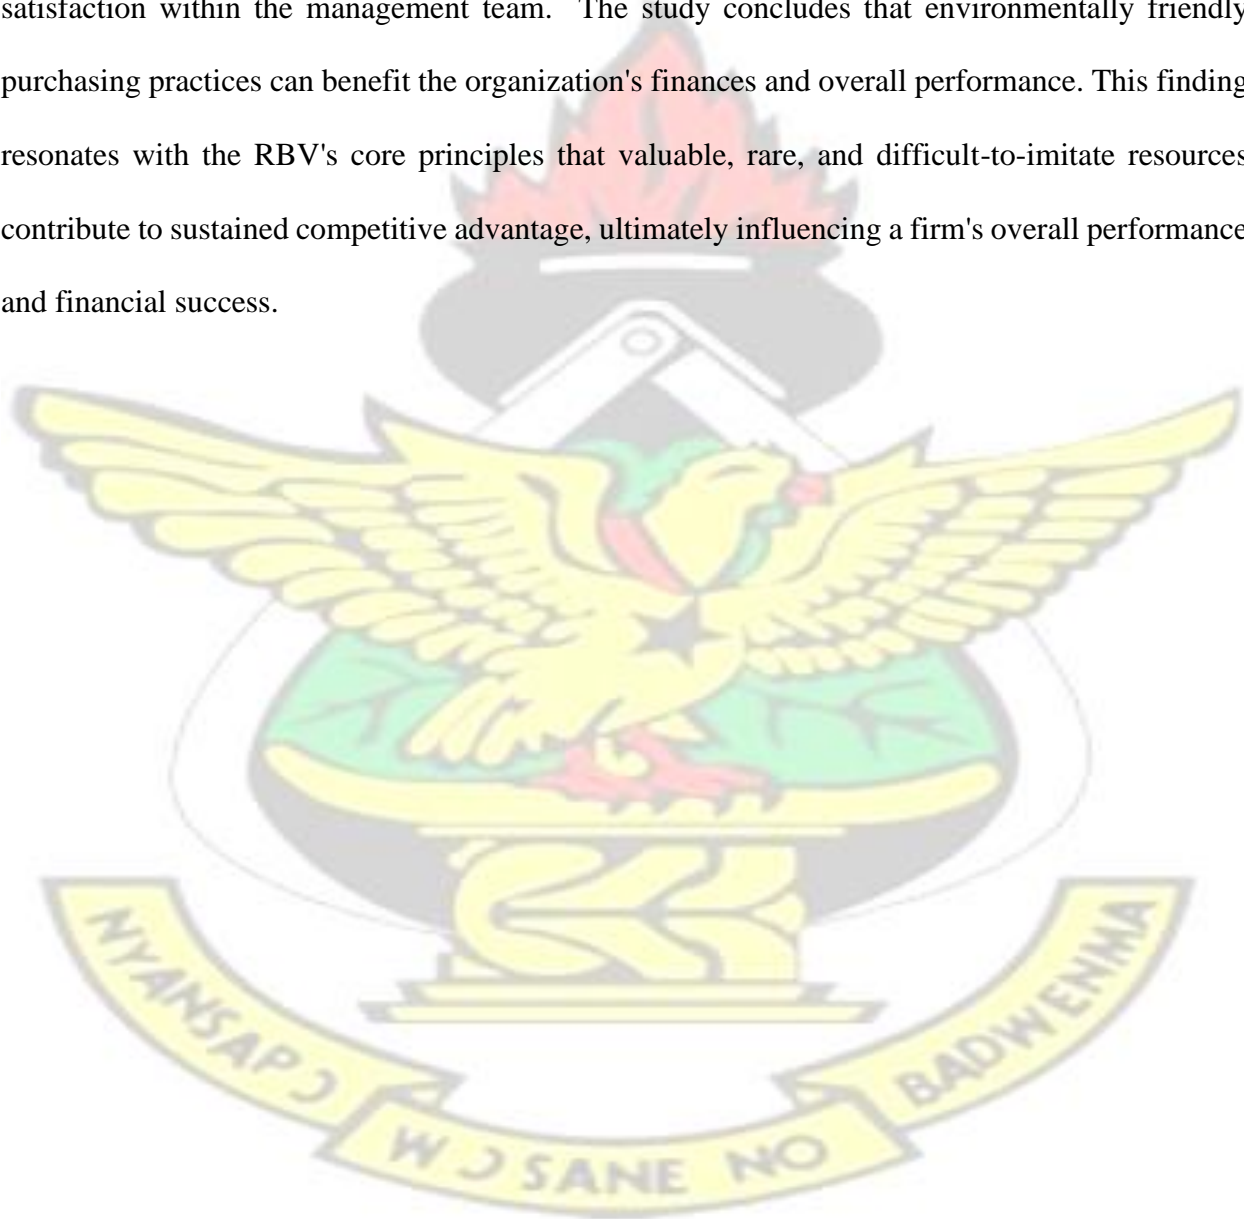 satisfaction within the management team. The study concludes that environmentally friendly
purchasing practices can benefit the organization's finances and overall performance. This finding
resonates with the RBV's core principles that valuable, rare, and difficult-to-imitate resources
contribute to sustained competitive advantage, ultimately influencing a firm's overall performance
and financial success.
NYANSAPƆ
WƆSANE NO
BADWENMA